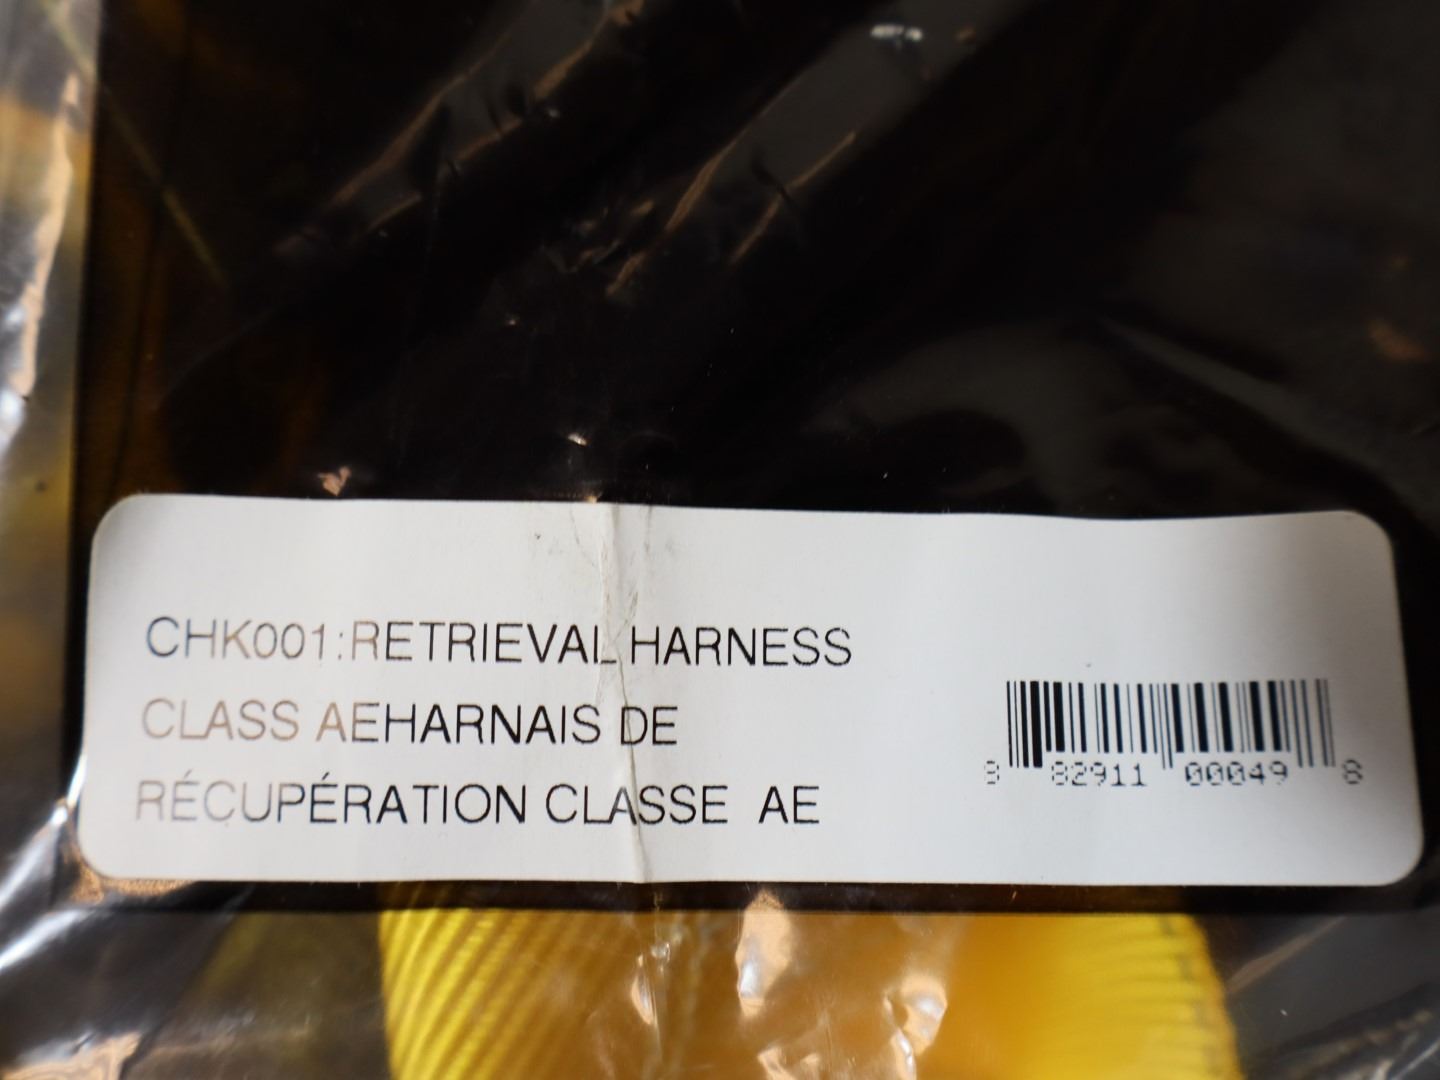 CHK001:RETRIEVAL HARNESS
CLASS AEHARNAIS DE
RÉCUPÉRATION CLASSE  AE
8 82911 00049 8